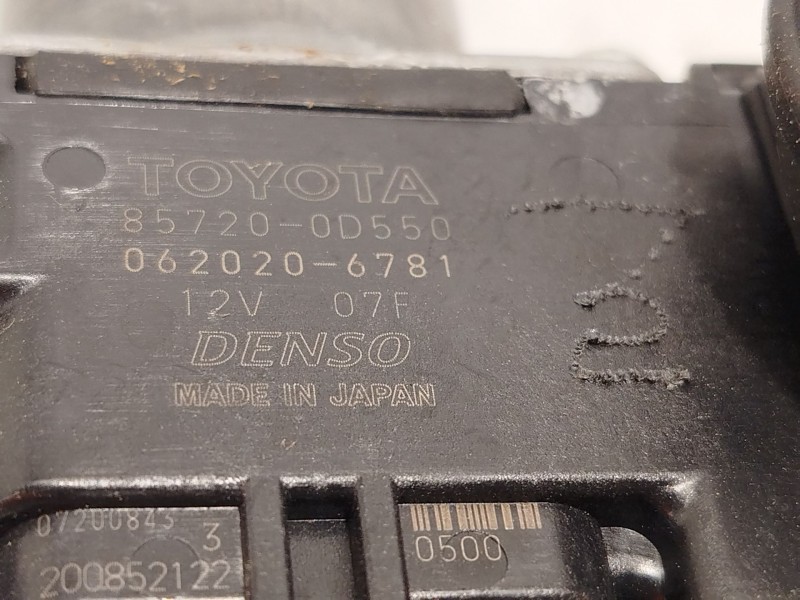 TOYOTA
85720-0D550
062020-6781
12V 07F
DENSO
MADE IN JAPAN
07200843 3
200852122
0500